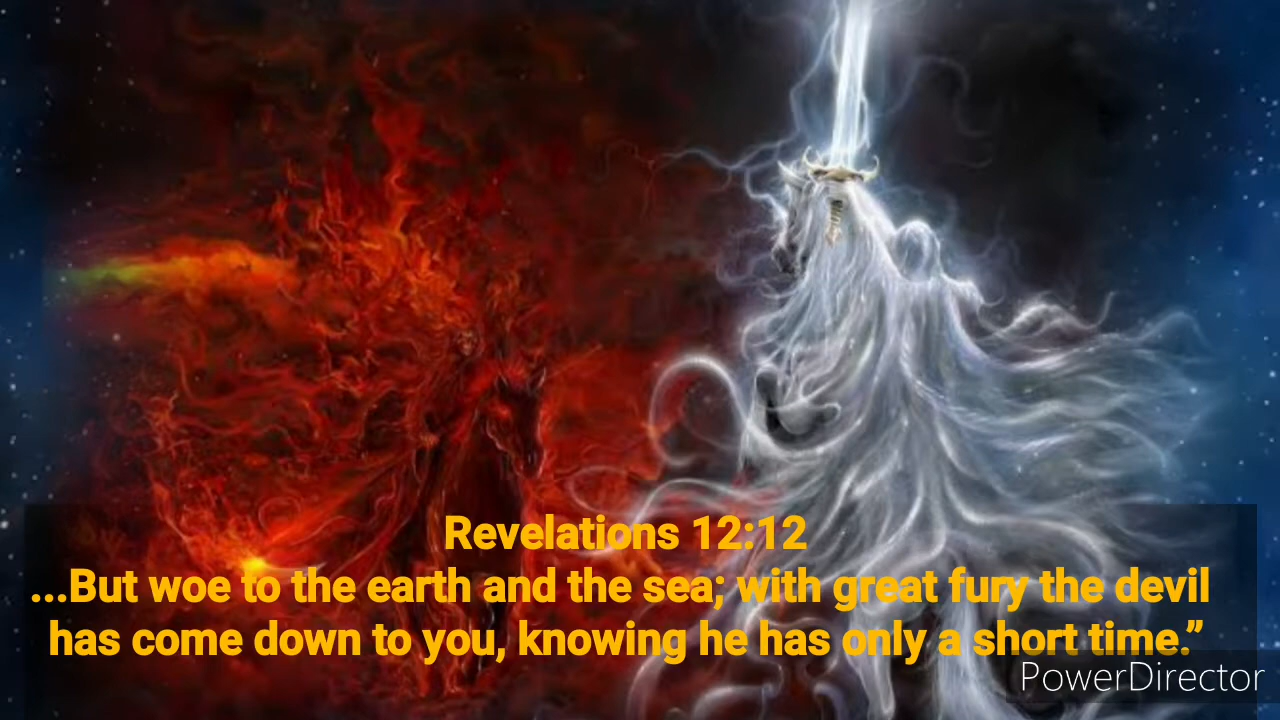 Revelations 12:12
...But woe to the earth and the sea; with great fury the devil
has come down to you, knowing he has only a short time.”
PowerDirector